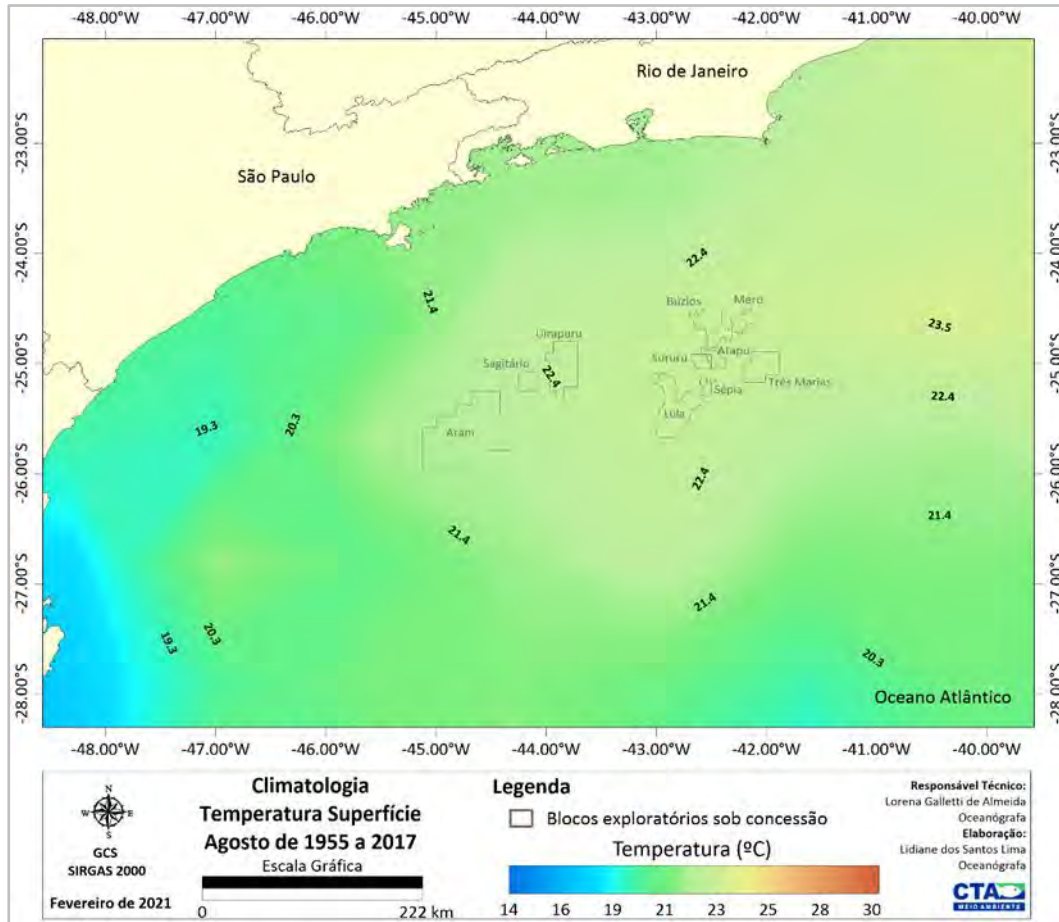 -48.00°W -47.00°W -46.00°W -45.00°W -44.00°W -43.00°W -42.00°W -41.00°W -40.00°W
Rio de Janeiro
São Paulo
-23.00°S -23.00°S
-24.00°S -24.00°S
22.4
21.4
Búzios Mero
23.5
Uirapuru
-25.00°S -25.00°S
Sururu Atapu
Sagitário
22.4
Três Marias
Sépia
22.4
Lula
19.3
20.3
Aram
-26.00°S -26.00°S
22.4
21.4
21.4
-27.00°S -27.00°S
21.4
19.3
20.3
20.3
-28.00°S -28.00°S
Oceano Atlântico
-48.00°W -47.00°W -46.00°W -45.00°W -44.00°W -43.00°W -42.00°W -41.00°W -40.00°W
N
W E
S
GCS
SIRGAS 2000
Fevereiro de 2021
Climatologia
Temperatura Superfície
Agosto de 1955 a 2017
Escala Gráfica
0 222 km
Legenda
Blocos exploratórios sob concessão
Temperatura (ºC)
14 16 18 19 21 23 25 26 28 30
Responsável Técnico:
Lorena Galletti de Almeida
Oceanógrafa
Elaboração:
Lidiane dos Santos Lima
Oceanógrafa
CTA
MEIO AMBIENTE